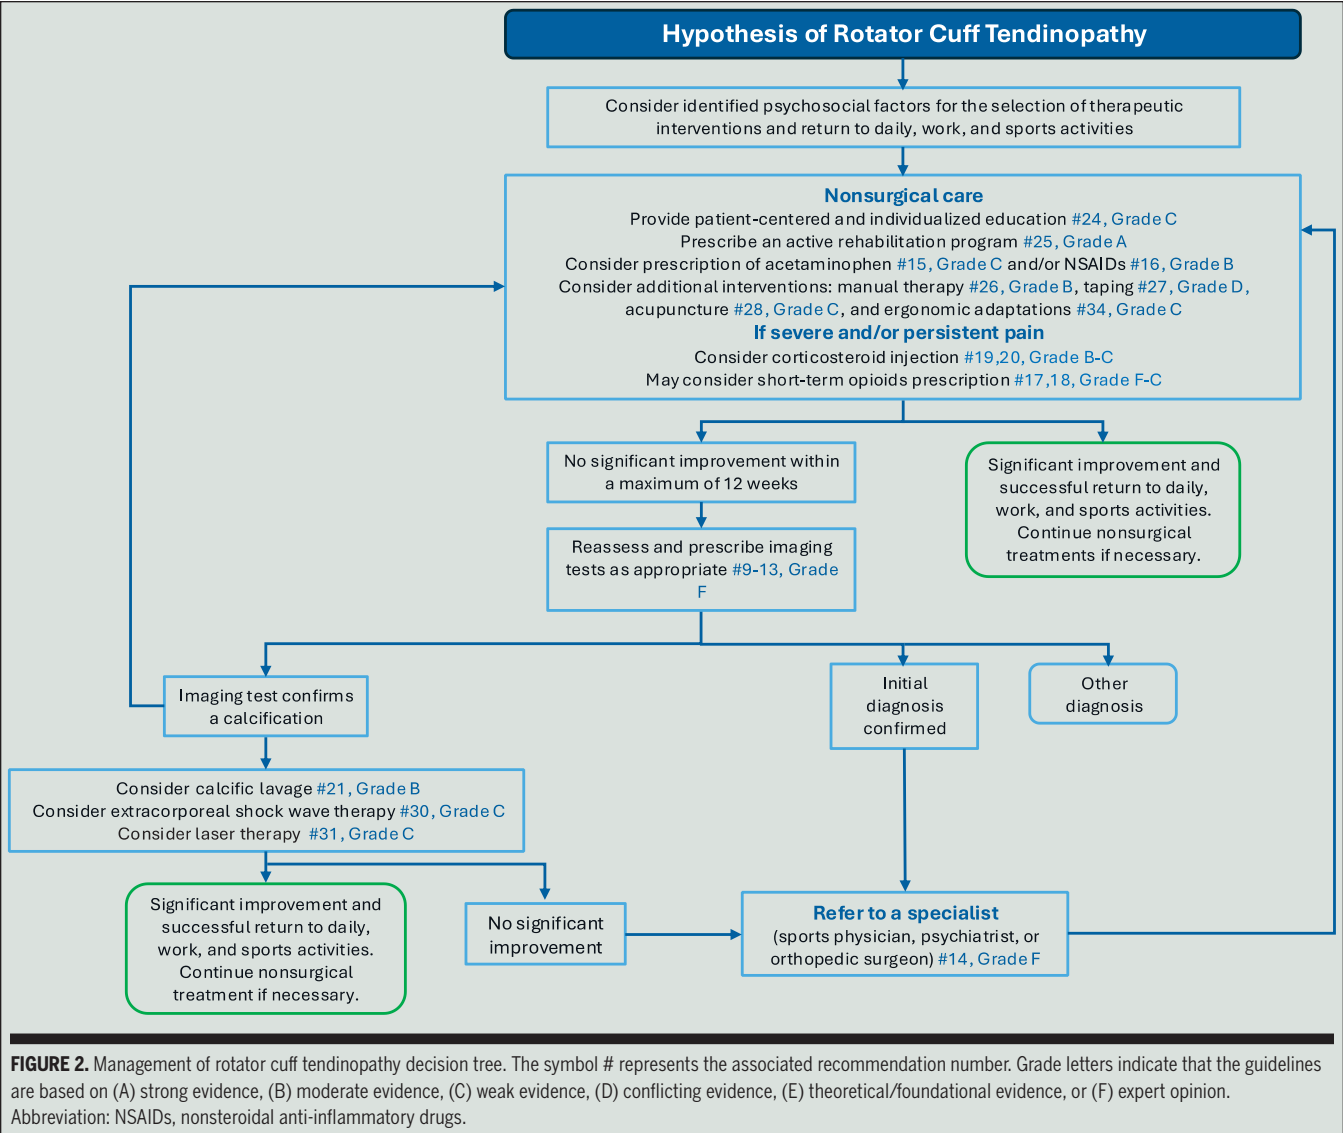 Hypothesis of Rotator Cuff Tendinopathy
Consider identified psychosocial factors for the selection of therapeutic
interventions and return to daily, work, and sports activities
Nonsurgical care
Provide patient-centered and individualized education #24, Grade C
Prescribe an active rehabilitation program #25, Grade A
Consider prescription of acetaminophen #15, Grade C and/or NSAIDs #16, Grade B
Consider additional interventions: manual therapy #26, Grade B, taping #27, Grade D,
acupuncture #28, Grade C, and ergonomic adaptations #34, Grade C
If severe and/or persistent pain
Consider corticosteroid injection #19,20, Grade B-C
May consider short-term opioids prescription #17,18, Grade F-C
No significant improvement within
a maximum of 12 weeks
Significant improvement and
successful return to daily,
work, and sports activities.
Continue nonsurgical
treatments if necessary.
Reassess and prescribe imaging
tests as appropriate #9-13, Grade
F
Imaging test confirms
a calcification
Initial
diagnosis
confirmed
Other
diagnosis
Consider calcific lavage #21, Grade B
Consider extracorporeal shock wave therapy #30, Grade C
Consider laser therapy #31, Grade C
Significant improvement and
successful return to daily,
work, and sports activities.
Continue nonsurgical
treatment if necessary.
No significant
improvement
Refer to a specialist
(sports physician, psychiatrist, or
orthopedic surgeon) #14, Grade F
FIGURE 2. Management of rotator cuff tendinopathy decision tree. The symbol # represents the associated recommendation number. Grade letters indicate that the guidelines
are based on (A) strong evidence, (B) moderate evidence, (C) weak evidence, (D) conflicting evidence, (E) theoretical/foundational evidence, or (F) expert opinion.
Abbreviation: NSAIDs, nonsteroidal anti-inflammatory drugs.